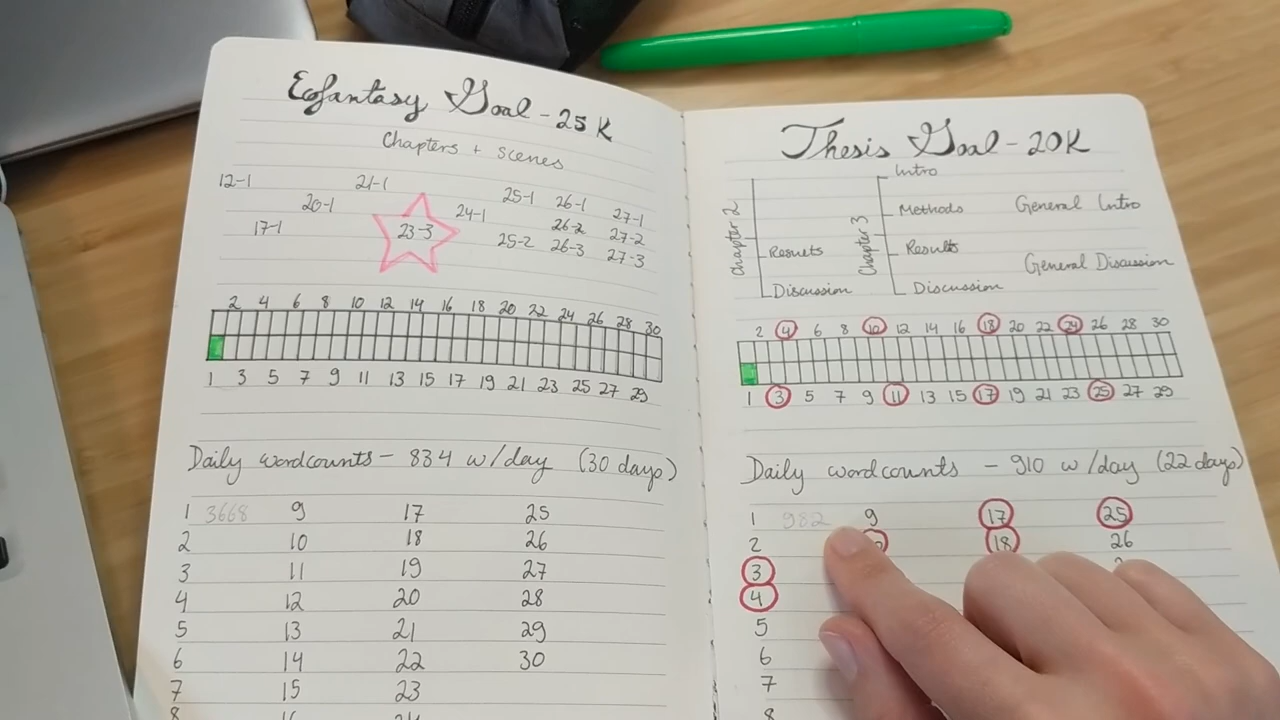 Ecofantasy Goal - 25K
Chapters + scenes
12-1 21-1 25-1 26-1 27-1
20-1 23-3 24-1 26-2 27-2
17-1 25-2 26-3 27-3
2 4 6 8 10 12 14 16 18 20 22 24 26 28 30
1 3 5 7 9 11 13 15 17 19 21 23 25 27 29
Daily wordcounts - 834 w/day (30 days)
1 3668 9 17 25
2 10 18 26
3 11 19 27
4 12 20 28
5 13 21 29
6 14 22 30
7 15 23
8
Thesis Goal - 20K
Chapter 2
Results
Discussion
Chapter 3
Intro
Methods
Results
Discussion
General Intro
General Discussion
2 4 6 8 10 12 14 16 18 20 22 24 26 28 30
1 3 5 7 9 11 13 15 17 19 21 23 25 27 29
Daily wordcounts - 910 w/day (22 days)
1 982 9 17 25
2 18 26
3
4
5
6
7
8